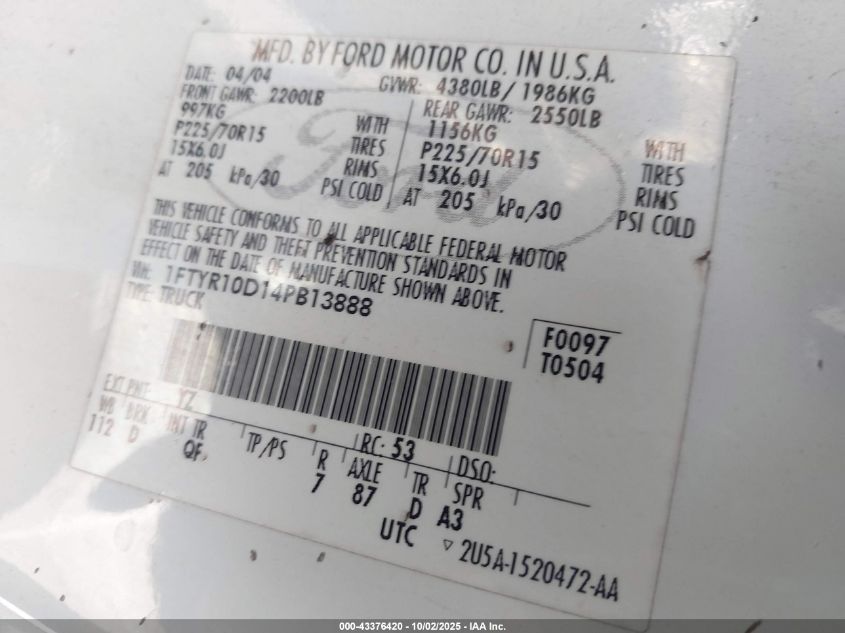 MFD. BY FORD MOTOR CO. IN U.S.A.
DATE: 04/04 GVWR: 4380LB/ 1986KG
FRONT GAWR: 2200LB REAR GAWR: 2550LB
997KG WITH 1156KG WITH
P225/70R15 TIRES P225/70R15 TIRES
15X6.0J RIMS 15X6.0J RIMS
AT 205 kPa/30 PSI COLD AT 205 kPa/30 PSI COLD
Ford
THIS VEHICLE CONFORMS TO ALL APPLICABLE FEDERAL MOTOR
VEHICLE SAFETY AND THEFT PREVENTION STANDARDS IN
EFFECT ON THE DATE OF MANUFACTURE SHOWN ABOVE.
VIN: 1FTYR10D14PB13888
TYPE: TRUCK
F0097
T0504
EXT PNT: YZ RC: 53 DSO:
WB BRK INT TR TP/PS R AXLE TR SPR
112 D QF 7 87 D A3
UTC ▽ 2U5A-1520472-AA
000-43376420 - 10/02/2025 - IAA Inc.